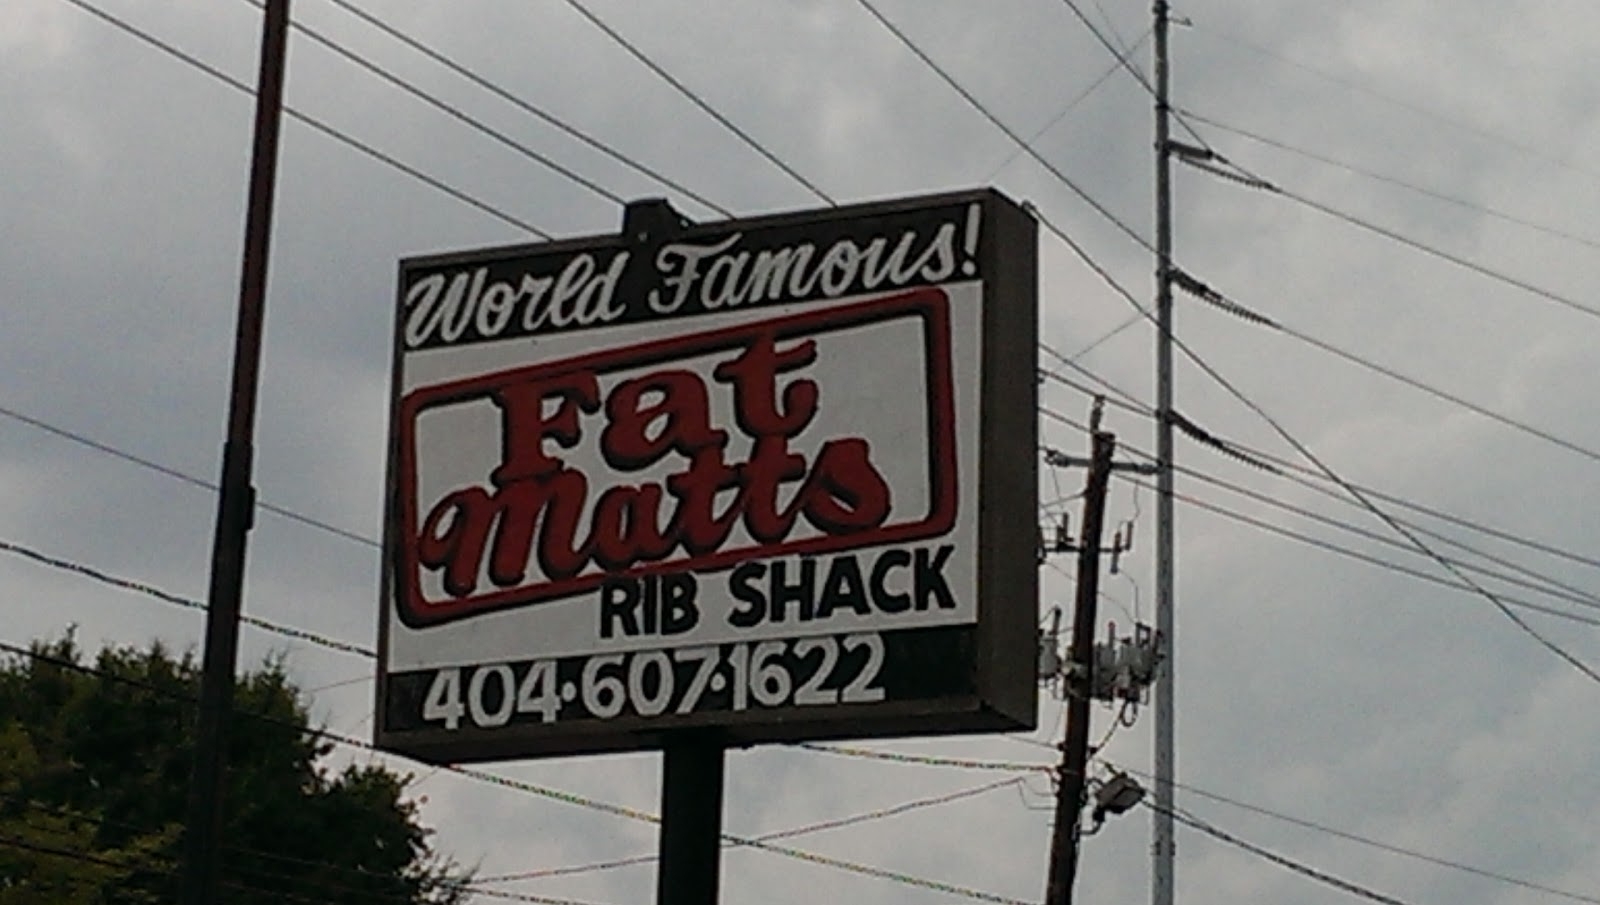 World Famous!
Fat
Matts
RIB SHACK
404·607·1622